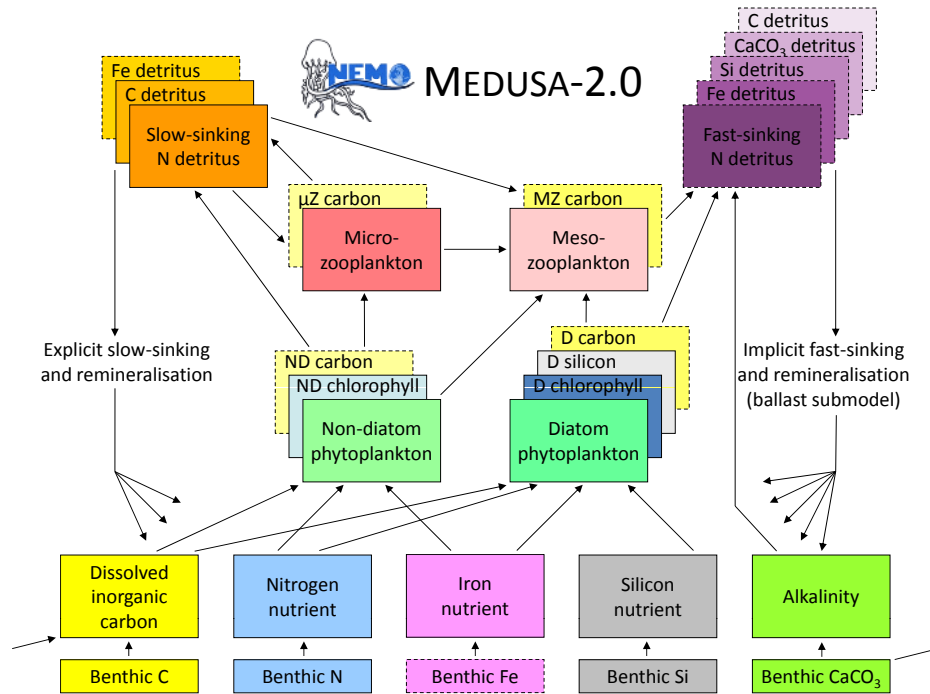 NEMO
MEDUSA-2.0
Fe detritus
C detritus
Slow-sinking
N detritus
C detritus
CaCO₃ detritus
Si detritus
Fe detritus
Fast-sinking
N detritus
µZ carbon
Micro-
zooplankton
MZ carbon
Meso-
zooplankton
Explicit slow-sinking
and remineralisation
ND carbon
ND chlorophyll
Non-diatom
phytoplankton
D carbon
D silicon
D chlorophyll
Diatom
phytoplankton
Implicit fast-sinking
and remineralisation
(ballast submodel)
Dissolved
inorganic
carbon
Nitrogen
nutrient
Iron
nutrient
Silicon
nutrient
Alkalinity
Benthic C
Benthic N
Benthic Fe
Benthic Si
Benthic CaCO₃